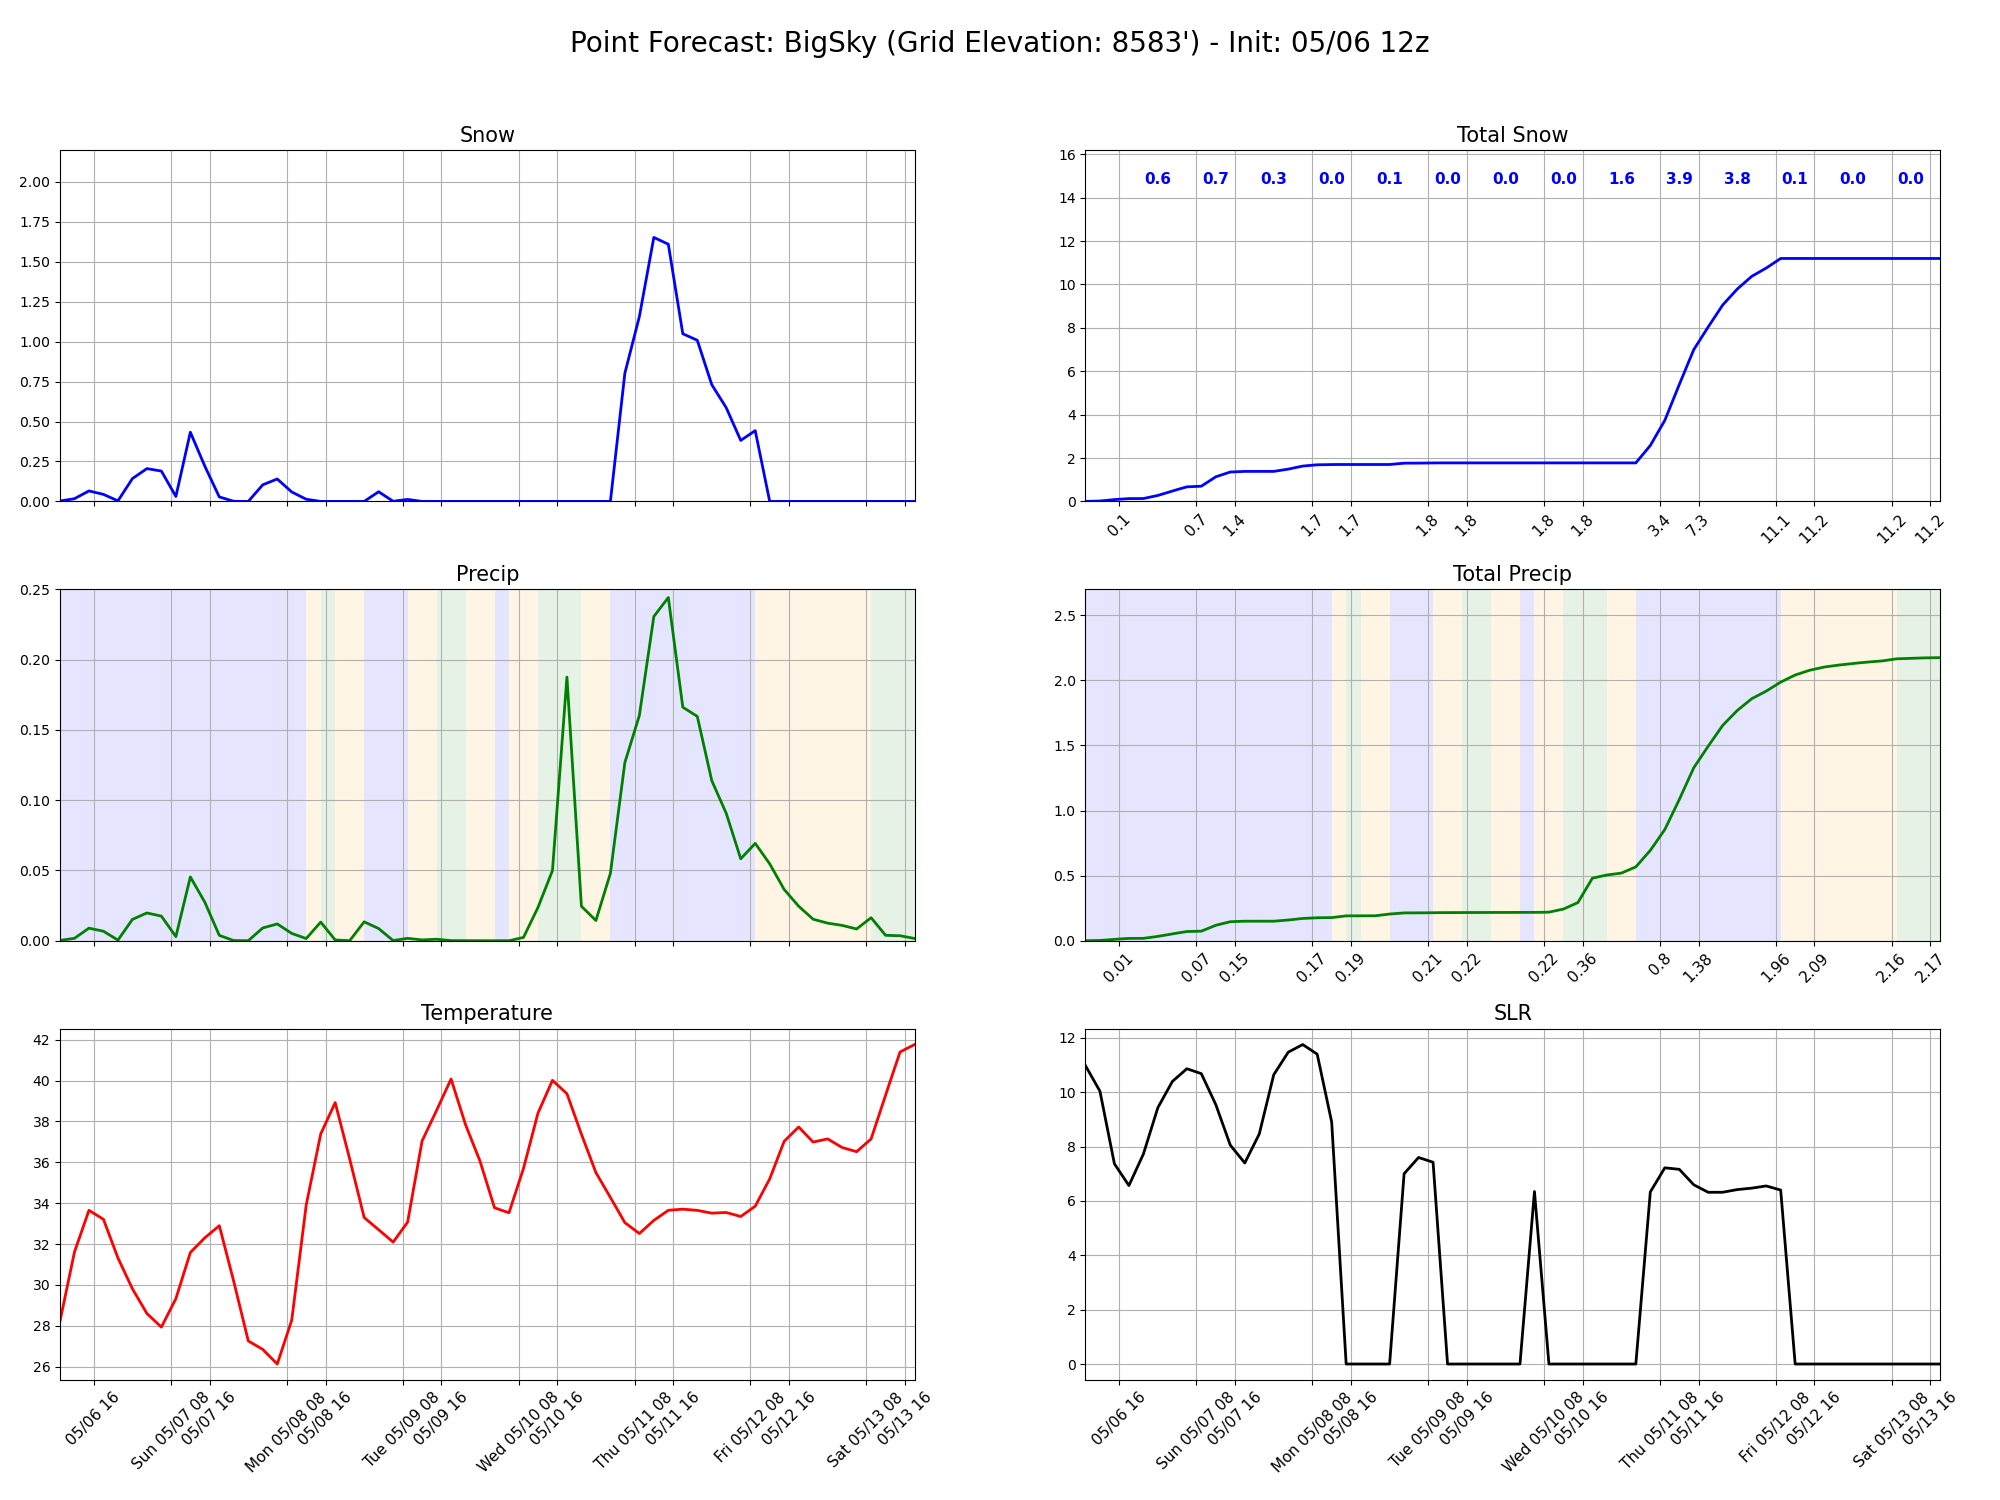 Point Forecast: BigSky (Grid Elevation: 8583') - Init: 05/06 12z
Snow
2.00
1.75
1.50
1.25
1.00
0.75
0.50
0.25
0.00
Total Snow
16
14
12
10
8
6
4
2
0
0.6 0.7 0.3 0.0 0.1 0.0 0.0 0.0 1.6 3.9 3.8 0.1 0.0 0.0
0.1 0.7 1.4 1.7 1.7 1.8 1.8 1.8 1.8 3.4 7.3 11.1 11.2 11.2 11.2
Precip
0.25
0.20
0.15
0.10
0.05
0.00
Total Precip
2.5
2.0
1.5
1.0
0.5
0.0
0.01 0.07 0.15 0.17 0.19 0.21 0.22 0.22 0.36 0.8 1.38 1.96 2.09 2.16 2.17
Temperature
42
40
38
36
34
32
30
28
26
05/06 16
Sun 05/07 08
05/07 16
Mon 05/08 08
05/08 16
Tue 05/09 08
05/09 16
Wed 05/10 08
05/10 16
Thu 05/11 08
05/11 16
Fri 05/12 08
05/12 16
Sat 05/13 08
05/13 16
SLR
12
10
8
6
4
2
0
05/06 16
Sun 05/07 08
05/07 16
Mon 05/08 08
05/08 16
Tue 05/09 08
05/09 16
Wed 05/10 08
05/10 16
Thu 05/11 08
05/11 16
Fri 05/12 08
05/12 16
Sat 05/13 08
05/13 16